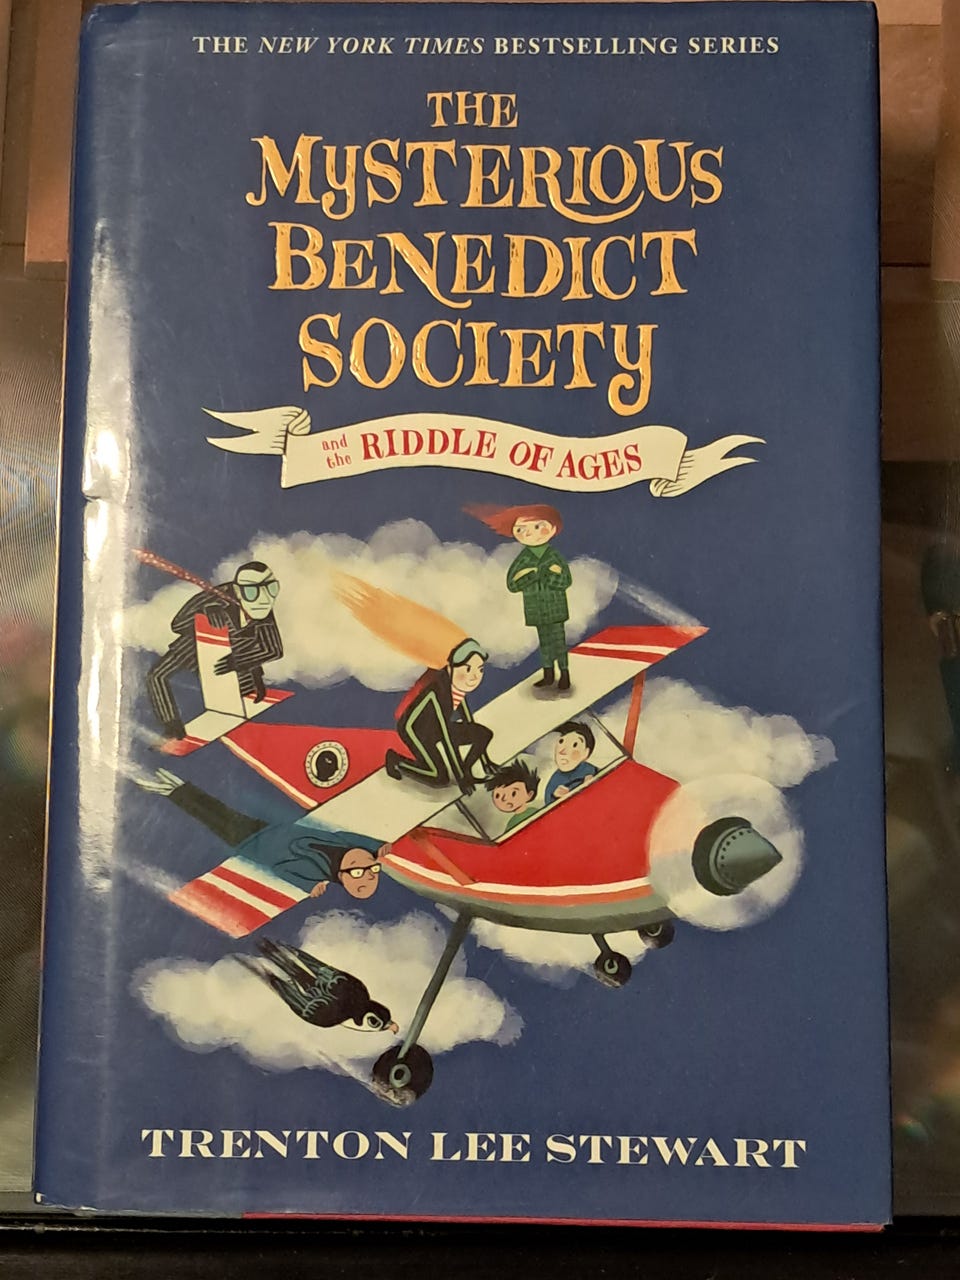 THE NEW YORK TIMES BESTSELLING SERIES
THE
MySTERIOUS
BENEDICT
SOCIETy
and the RIDDLE OF AGES
TRENTON LEE STEWART